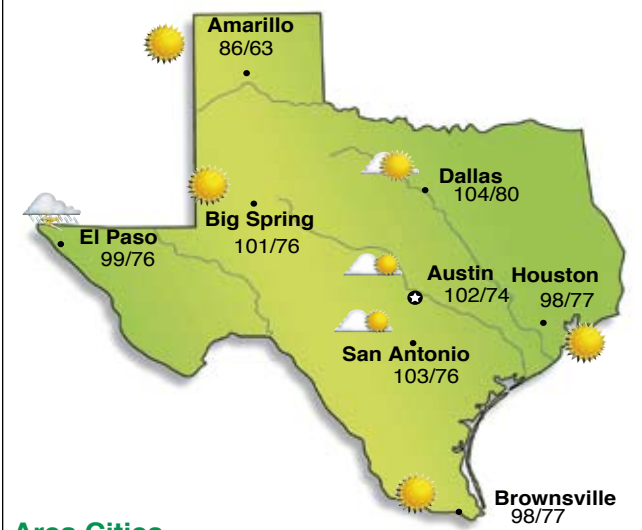 Amarillo
86/63
Dallas
104/80
Big Spring
101/76
El Paso
99/76
Austin
102/74
Houston
98/77
San Antonio
103/76
Brownsville
98/77
Area Cities